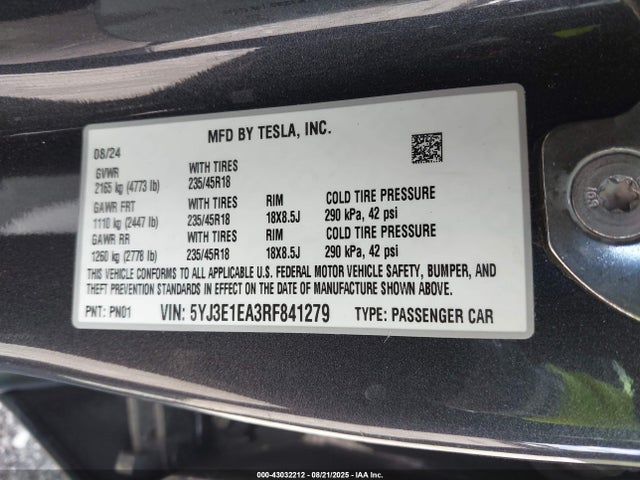 MFD BY TESLA, INC.
08/24
GVWR WITH TIRES
2165 kg (4773 lb) 235/45R18
GAWR FRT WITH TIRES RIM COLD TIRE PRESSURE
1110 kg (2447 lb) 235/45R18 18X8.5J 290 kPa, 42 psi
GAWR RR WITH TIRES RIM COLD TIRE PRESSURE
1260 kg (2778 lb) 235/45R18 18X8.5J 290 kPa, 42 psi
THIS VEHICLE CONFORMS TO ALL APPLICABLE U.S. FEDERAL MOTOR VEHICLE SAFETY, BUMPER, AND
THEFT PREVENTION STANDARDS IN EFFECT ON THE DATE OF MANUFACTURE SHOWN ABOVE.
PNT: PN01 VIN: 5YJ3E1EA3RF841279 TYPE: PASSENGER CAR
000-43032212 - 08/21/2025 - IAA Inc.